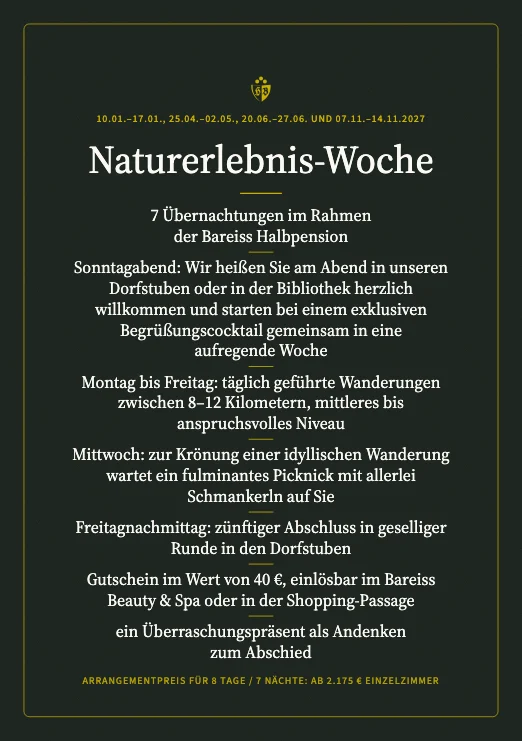 10.01.–17.01., 25.04.–02.05., 20.06.–27.06. UND 07.11.–14.11.2027
Naturerlebnis-Woche
7 Übernachtungen im Rahmen
der Bareiss Halbpension
Sonntagabend: Wir heißen Sie am Abend in unseren
Dorfstuben oder in der Bibliothek herzlich
willkommen und starten bei einem exklusiven
Begrüßungscocktail gemeinsam in eine
aufregende Woche
Montag bis Freitag: täglich geführte Wanderungen
zwischen 8–12 Kilometern, mittleres bis
anspruchsvolles Niveau
Mittwoch: zur Krönung einer idyllischen Wanderung
wartet ein fulminantes Picknick mit allerlei
Schmankerln auf Sie
Freitagnachmittag: zünftiger Abschluss in geselliger
Runde in den Dorfstuben
Gutschein im Wert von 40 €, einlösbar im Bareiss
Beauty & Spa oder in der Shopping-Passage
ein Überraschungspräsent als Andenken
zum Abschied
ARRANGEMENTPREIS FÜR 8 TAGE / 7 NÄCHTE: AB 2.175 € EINZELZIMMER